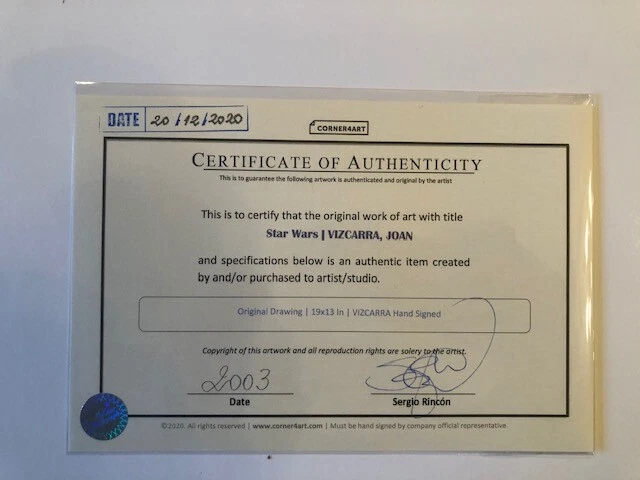 DATE 20/12/2020
CORNER4ART
CERTIFICATE OF AUTHENTICITY
This is to guarantee the following artwork is authenticated and original by the artist
This is to certify that the original work of art with title
Star Wars | VIZCARRA, JOAN
and specifications below is an authentic item created
by and/or purchased to artist/studio.
Original Drawing | 19x13 In | VIZCARRA Hand Signed
Copyright of this artwork and all reproduction rights are solery to the artist.
2003
Date
Sergio Rincón
©2020. All rights reserved | www.corner4art.com | Must be hand signed by company official representative.